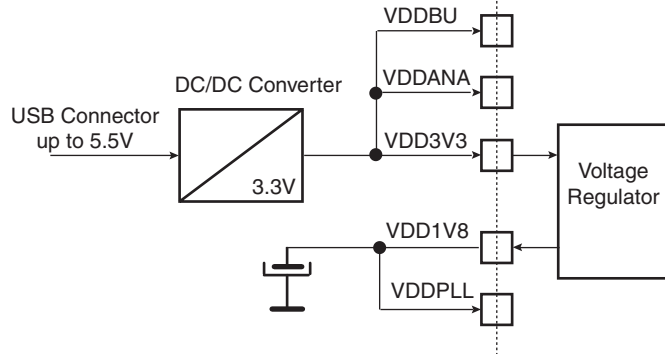 VDDBU
DC/DC Converter
VDDANA
USB Connector
up to 5.5V
VDD3V3
3.3V
Voltage
Regulator
VDD1V8
VDDPLL